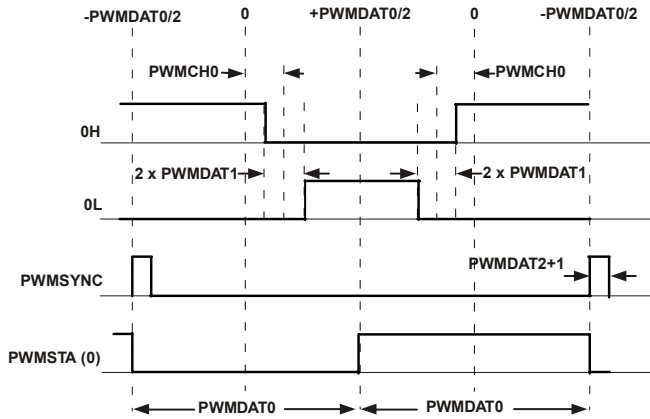 -PWMDAT0/2 0 +PWMDAT0/2 0 -PWMDAT0/2
PWMCH0 PWMCH0
0H
2 x PWMDAT1 2 x PWMDAT1
0L
PWMDAT2+1
PWMSYNC
PWMSTA (0)
PWMDAT0 PWMDAT0